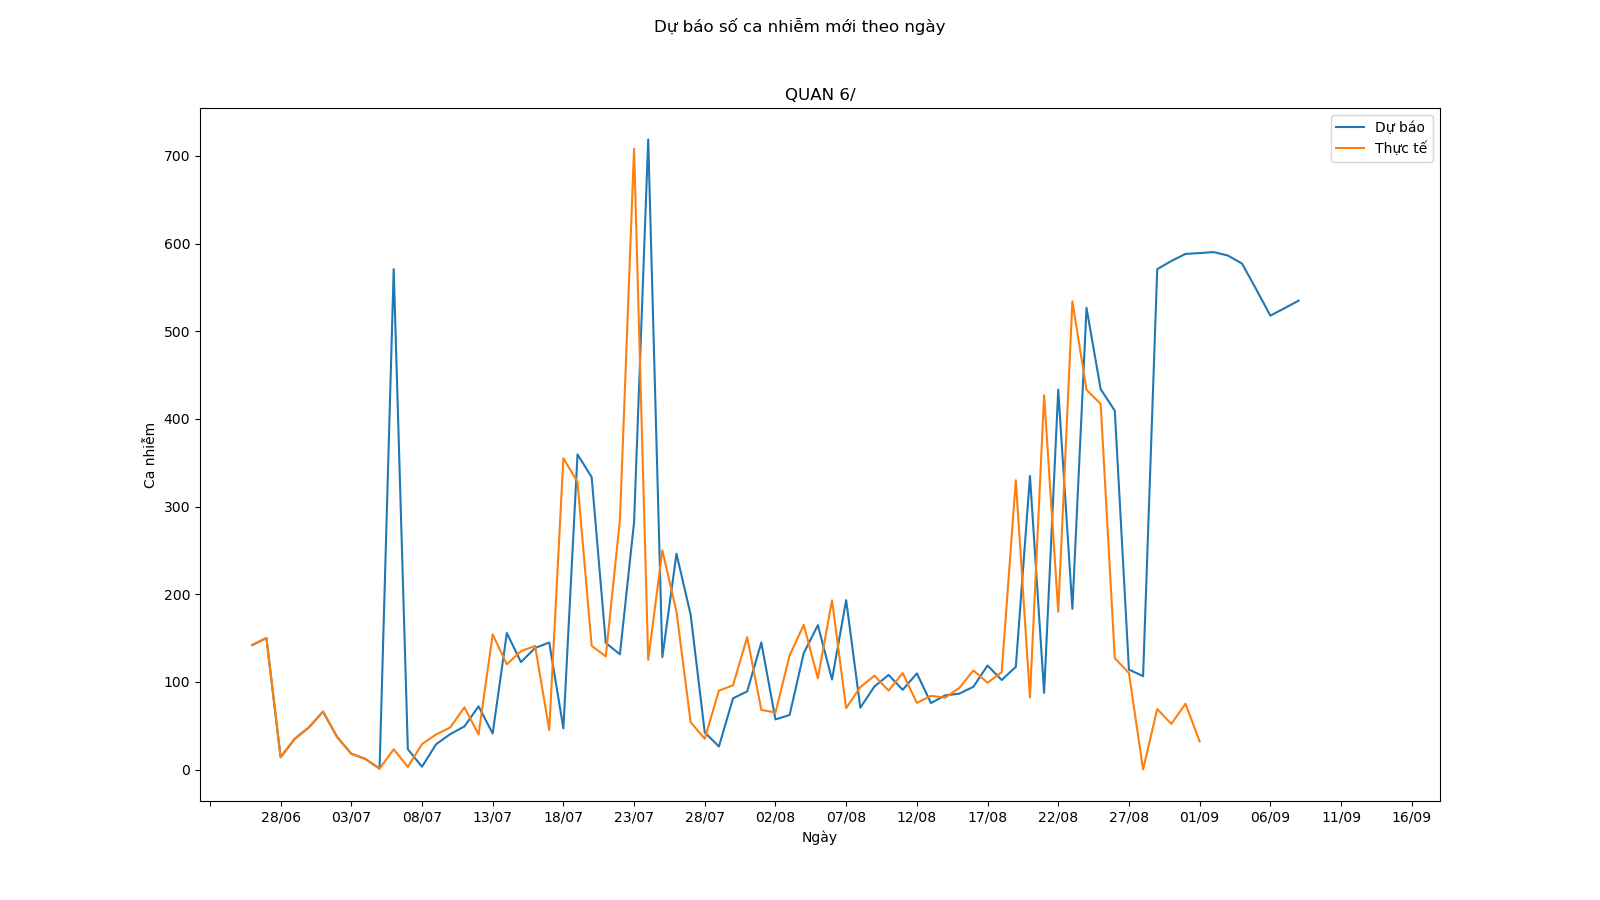 Dự báo số ca nhiễm mới theo ngày
QUAN 6/
Dự báo
Thực tế
700
600
500
400
300
200
100
0
Ca nhiễm
28/06 03/07 08/07 13/07 18/07 23/07 28/07 02/08 07/08 12/08 17/08 22/08 27/08 01/09 06/09 11/09 16/09
Ngày